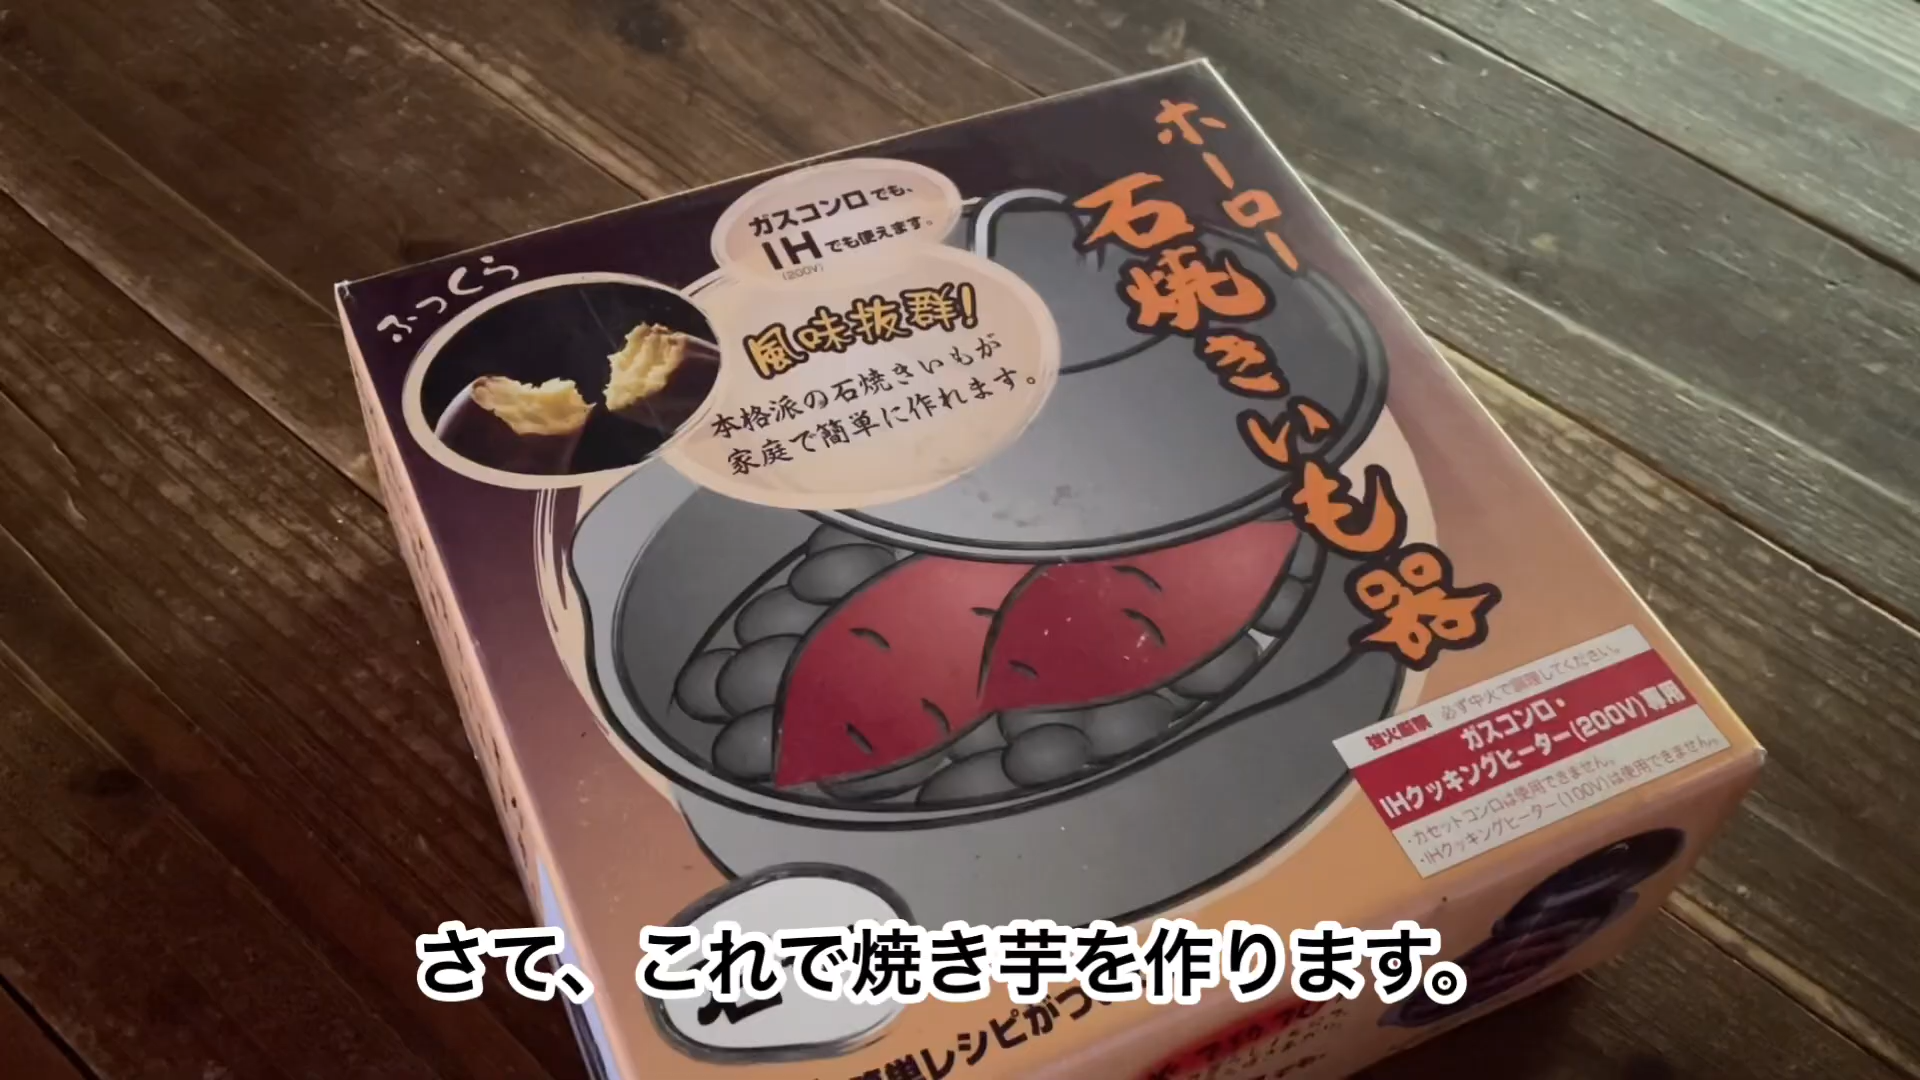 ホーロー
石焼きいも器
ふっくら
ガスコンロでも、
IHでも使えます。
(200V)
風味抜群!
本格派の石焼きいもが
家庭で簡単に作れます。
強火厳禁 必ず中火で調理してください。
ガスコンロ・
IHクッキングヒーター(200V)専用
・カセットコンロは使用できません。
・IHクッキングヒーター(100V)は使用できません。
簡単レシピがつ
さて、これで焼き芋を作ります。